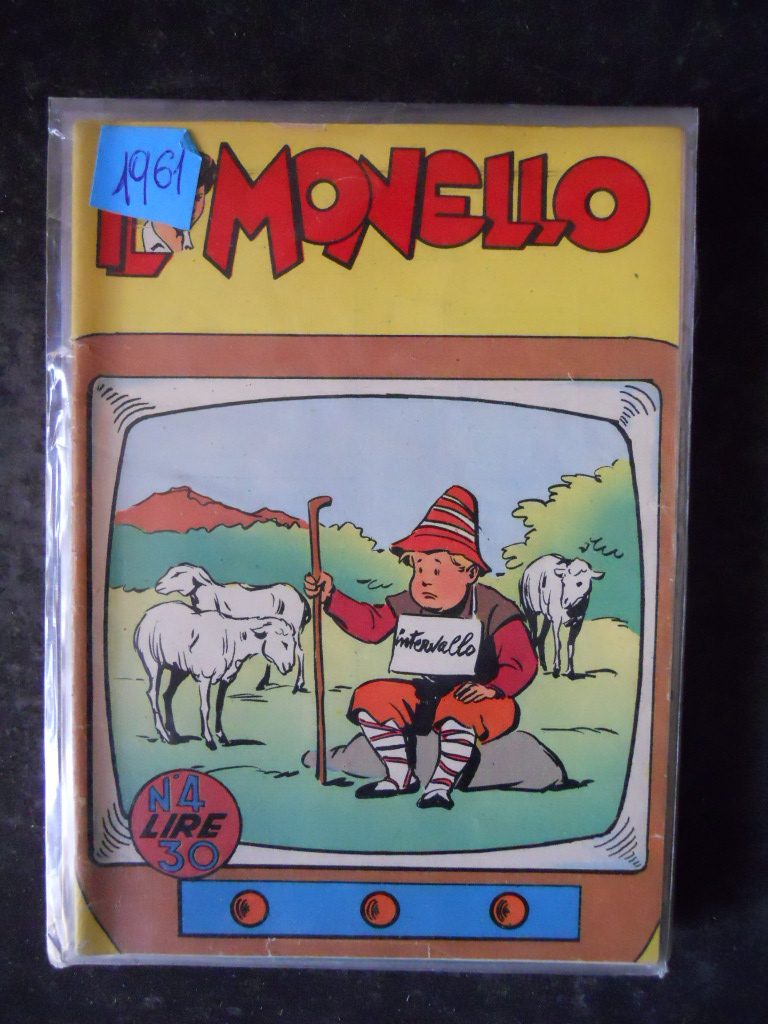 1961
IL MONELLO
intervallo
N° 4
LIRE
30